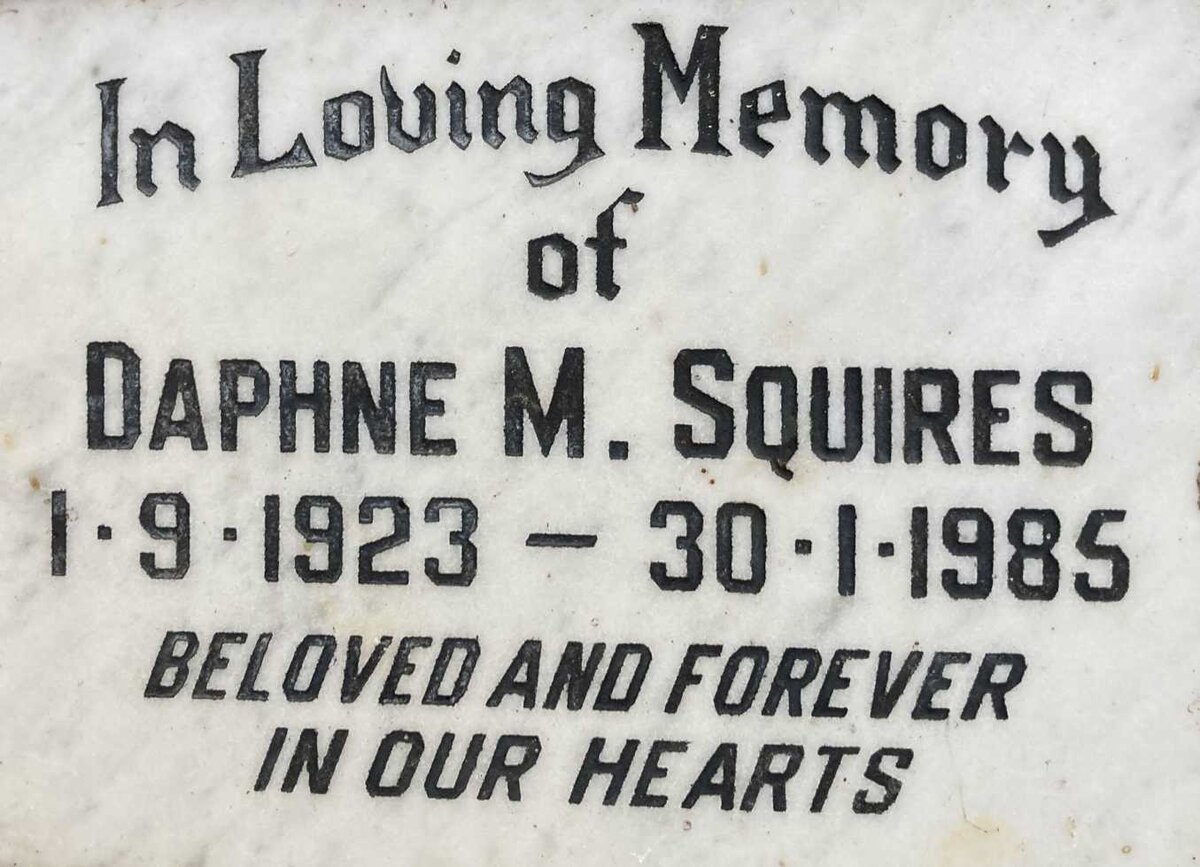 In Loving Memory
of
DAPHNE M. SQUIRES
1·9·1923 – 30·1·1985
BELOVED AND FOREVER
IN OUR HEARTS